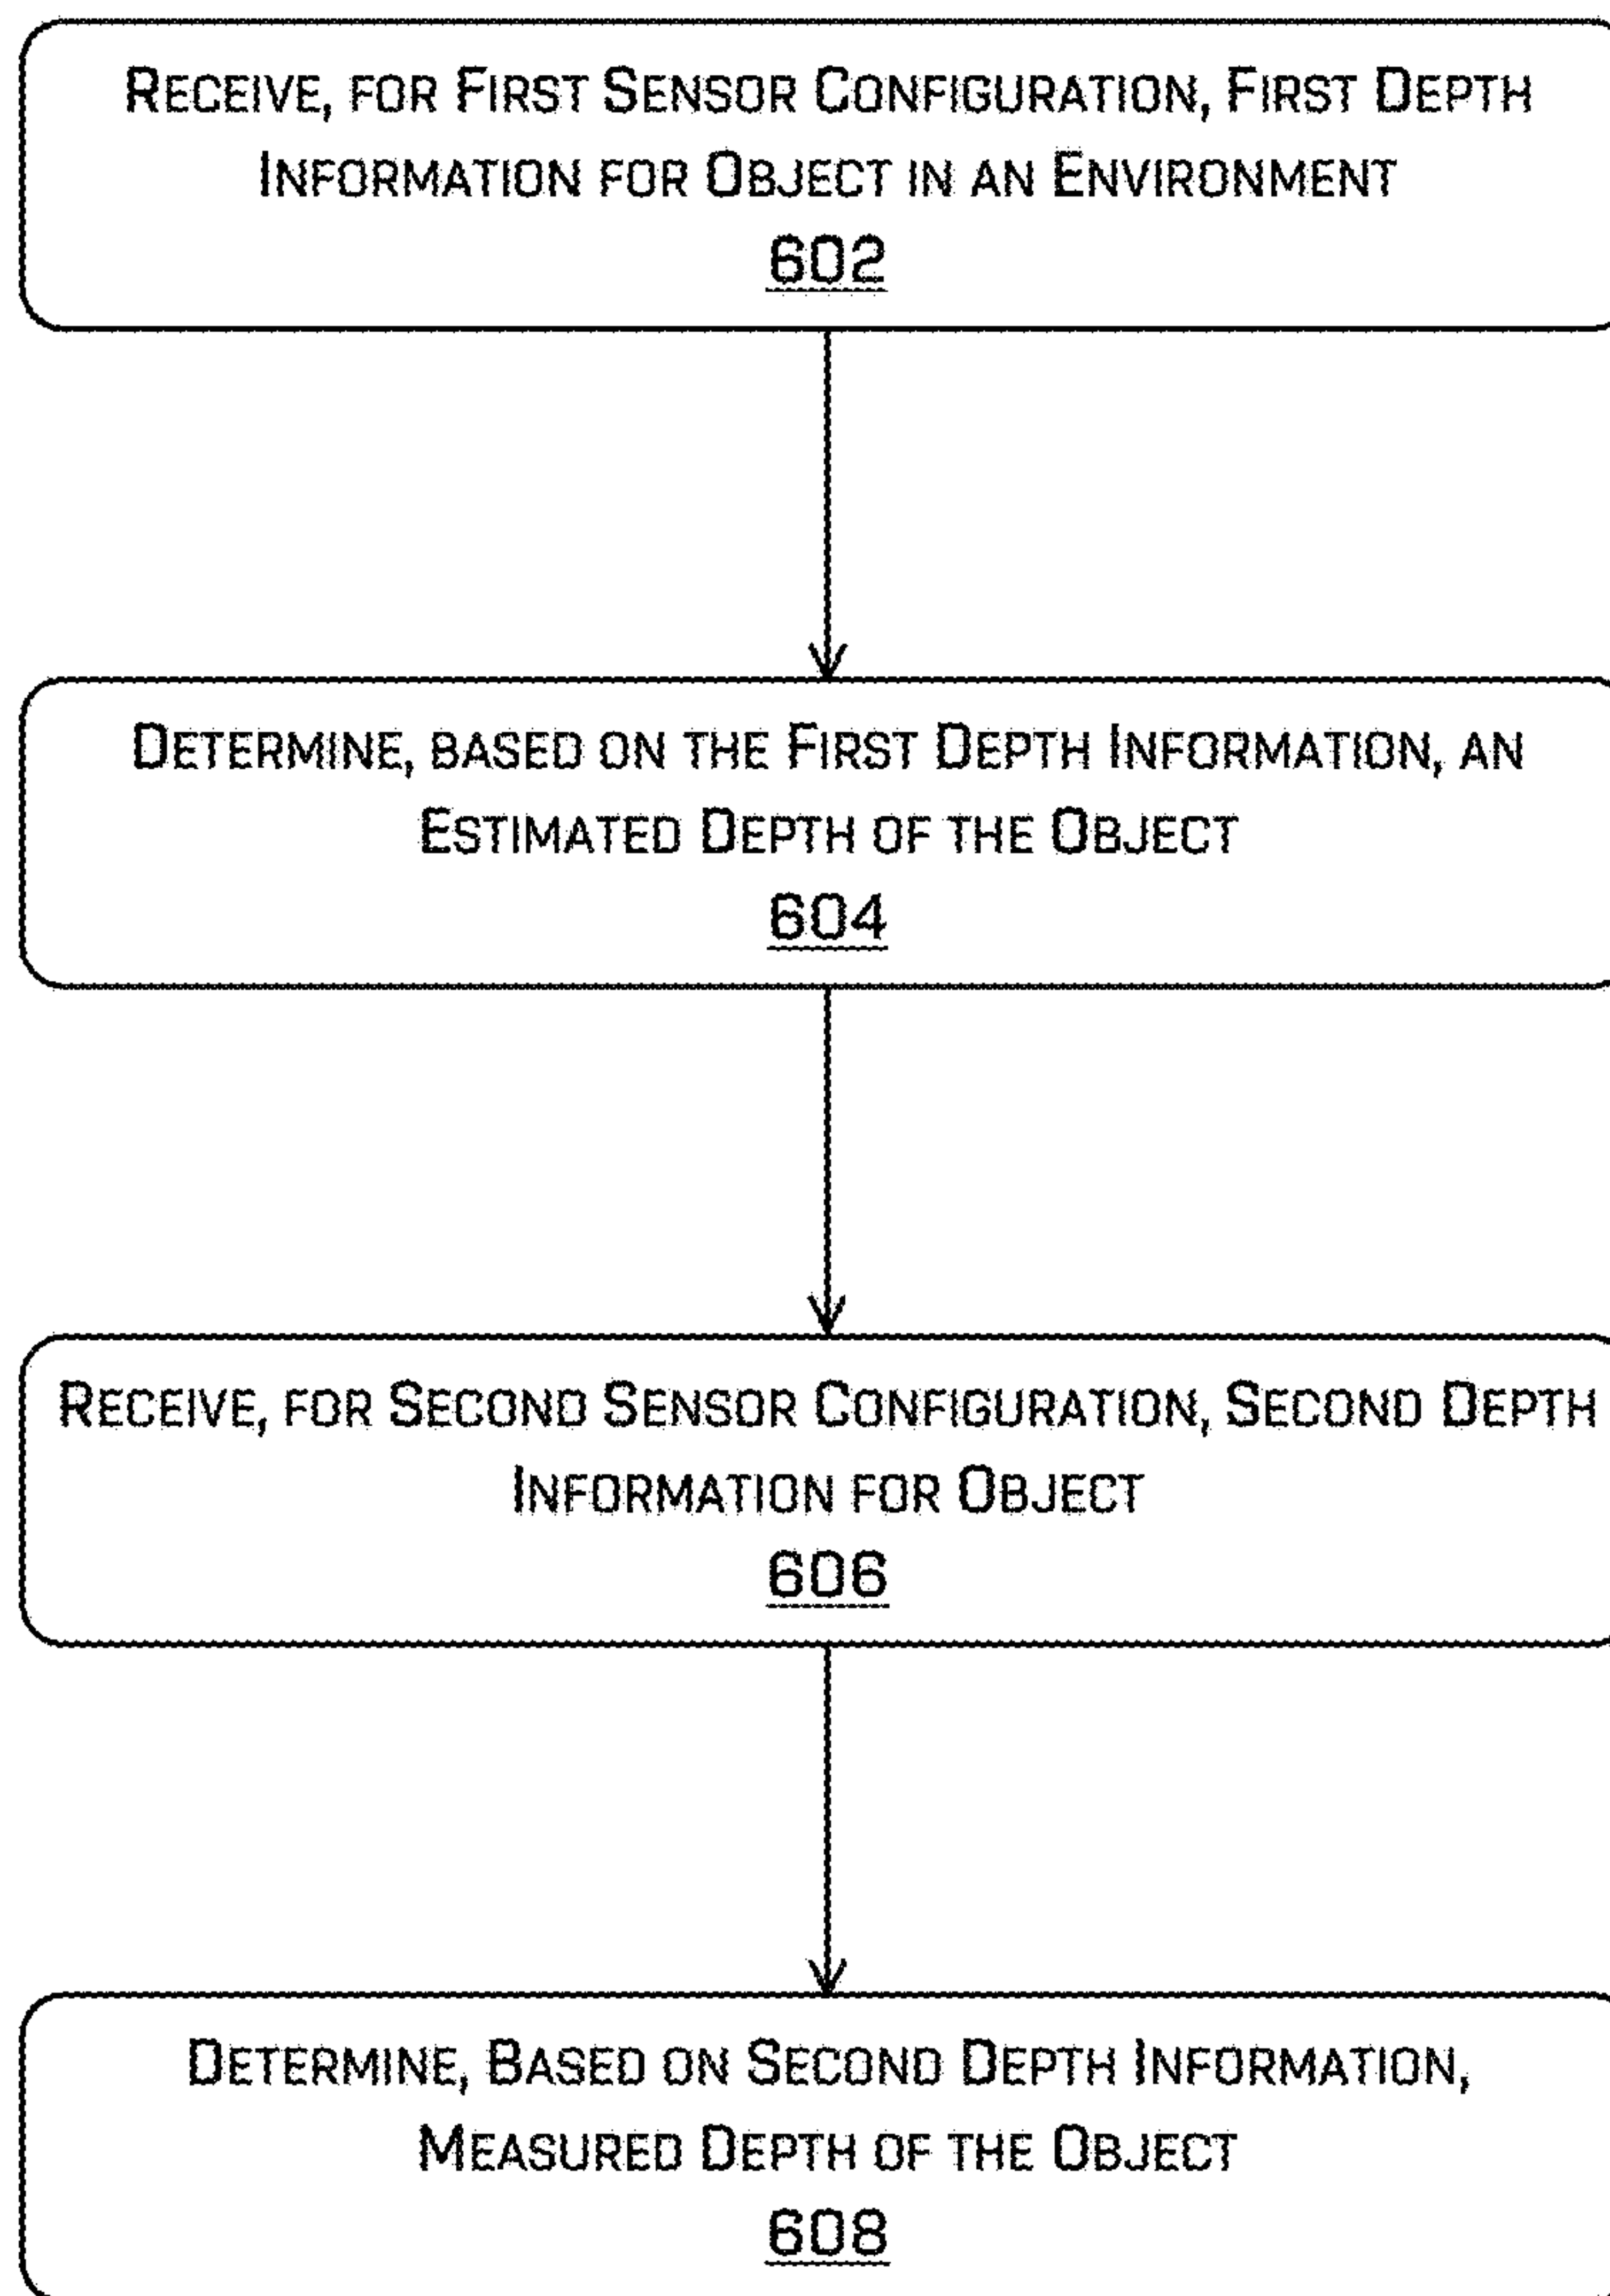 Receive, for First Sensor Configuration, First Depth
Information for Object in an Environment
602
Determine, based on the First Depth Information, an
Estimated Depth of the Object
604
Receive, for Second Sensor Configuration, Second Depth
Information for Object
606
Determine, Based on Second Depth Information,
Measured Depth of the Object
608